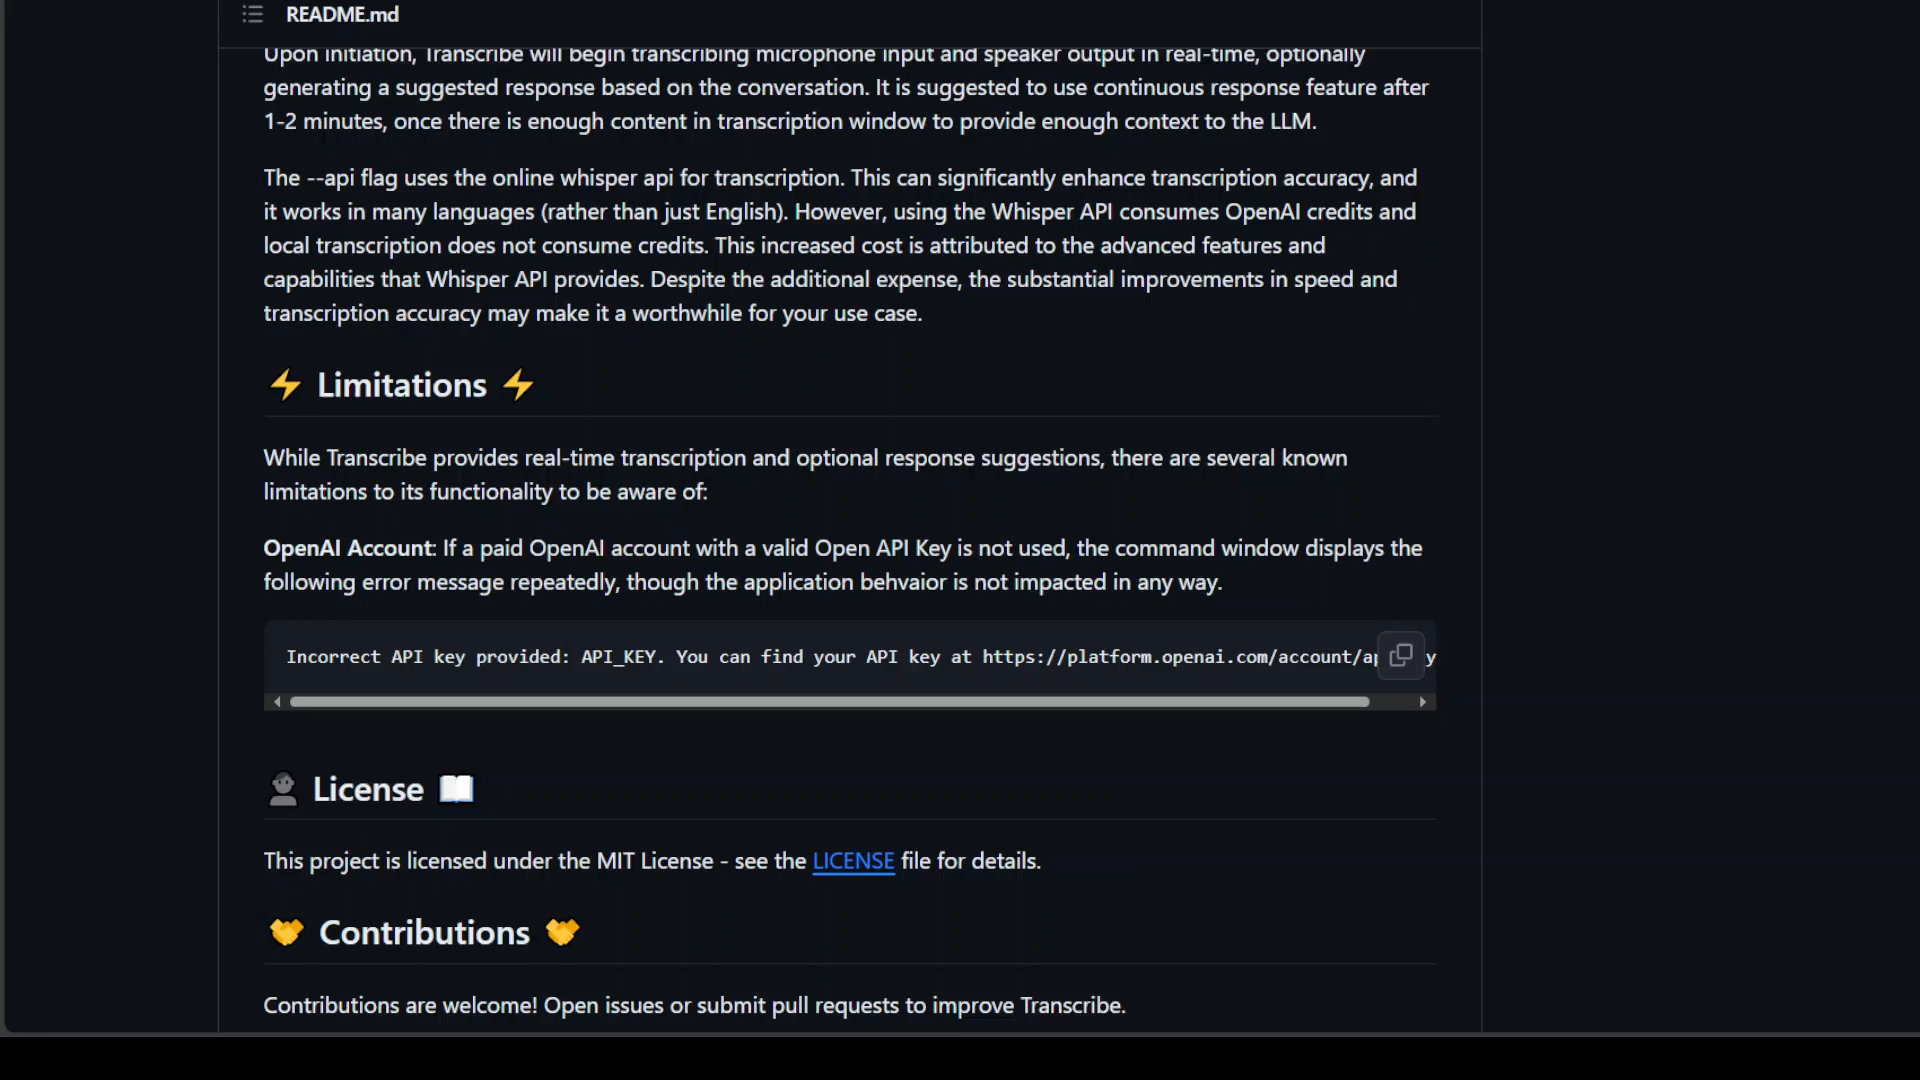 README.md
Upon initiation, Transcribe will begin transcribing microphone input and speaker output in real-time, optionally
generating a suggested response based on the conversation. It is suggested to use continuous response feature after
1-2 minutes, once there is enough content in transcription window to provide enough context to the LLM.
The --api flag uses the online whisper api for transcription. This can significantly enhance transcription accuracy, and
it works in many languages (rather than just English). However, using the Whisper API consumes OpenAI credits and
local transcription does not consume credits. This increased cost is attributed to the advanced features and
capabilities that Whisper API provides. Despite the additional expense, the substantial improvements in speed and
transcription accuracy may make it a worthwhile for your use case.
⚡ Limitations ⚡
While Transcribe provides real-time transcription and optional response suggestions, there are several known
limitations to its functionality to be aware of:
OpenAI Account: If a paid OpenAI account with a valid Open API Key is not used, the command window displays the
following error message repeatedly, though the application behvaior is not impacted in any way.
Incorrect API key provided: API_KEY. You can find your API key at https://platform.openai.com/account/ap
License 📖
This project is licensed under the MIT License - see the LICENSE file for details.
🤝 Contributions 🤝
Contributions are welcome! Open issues or submit pull requests to improve Transcribe.